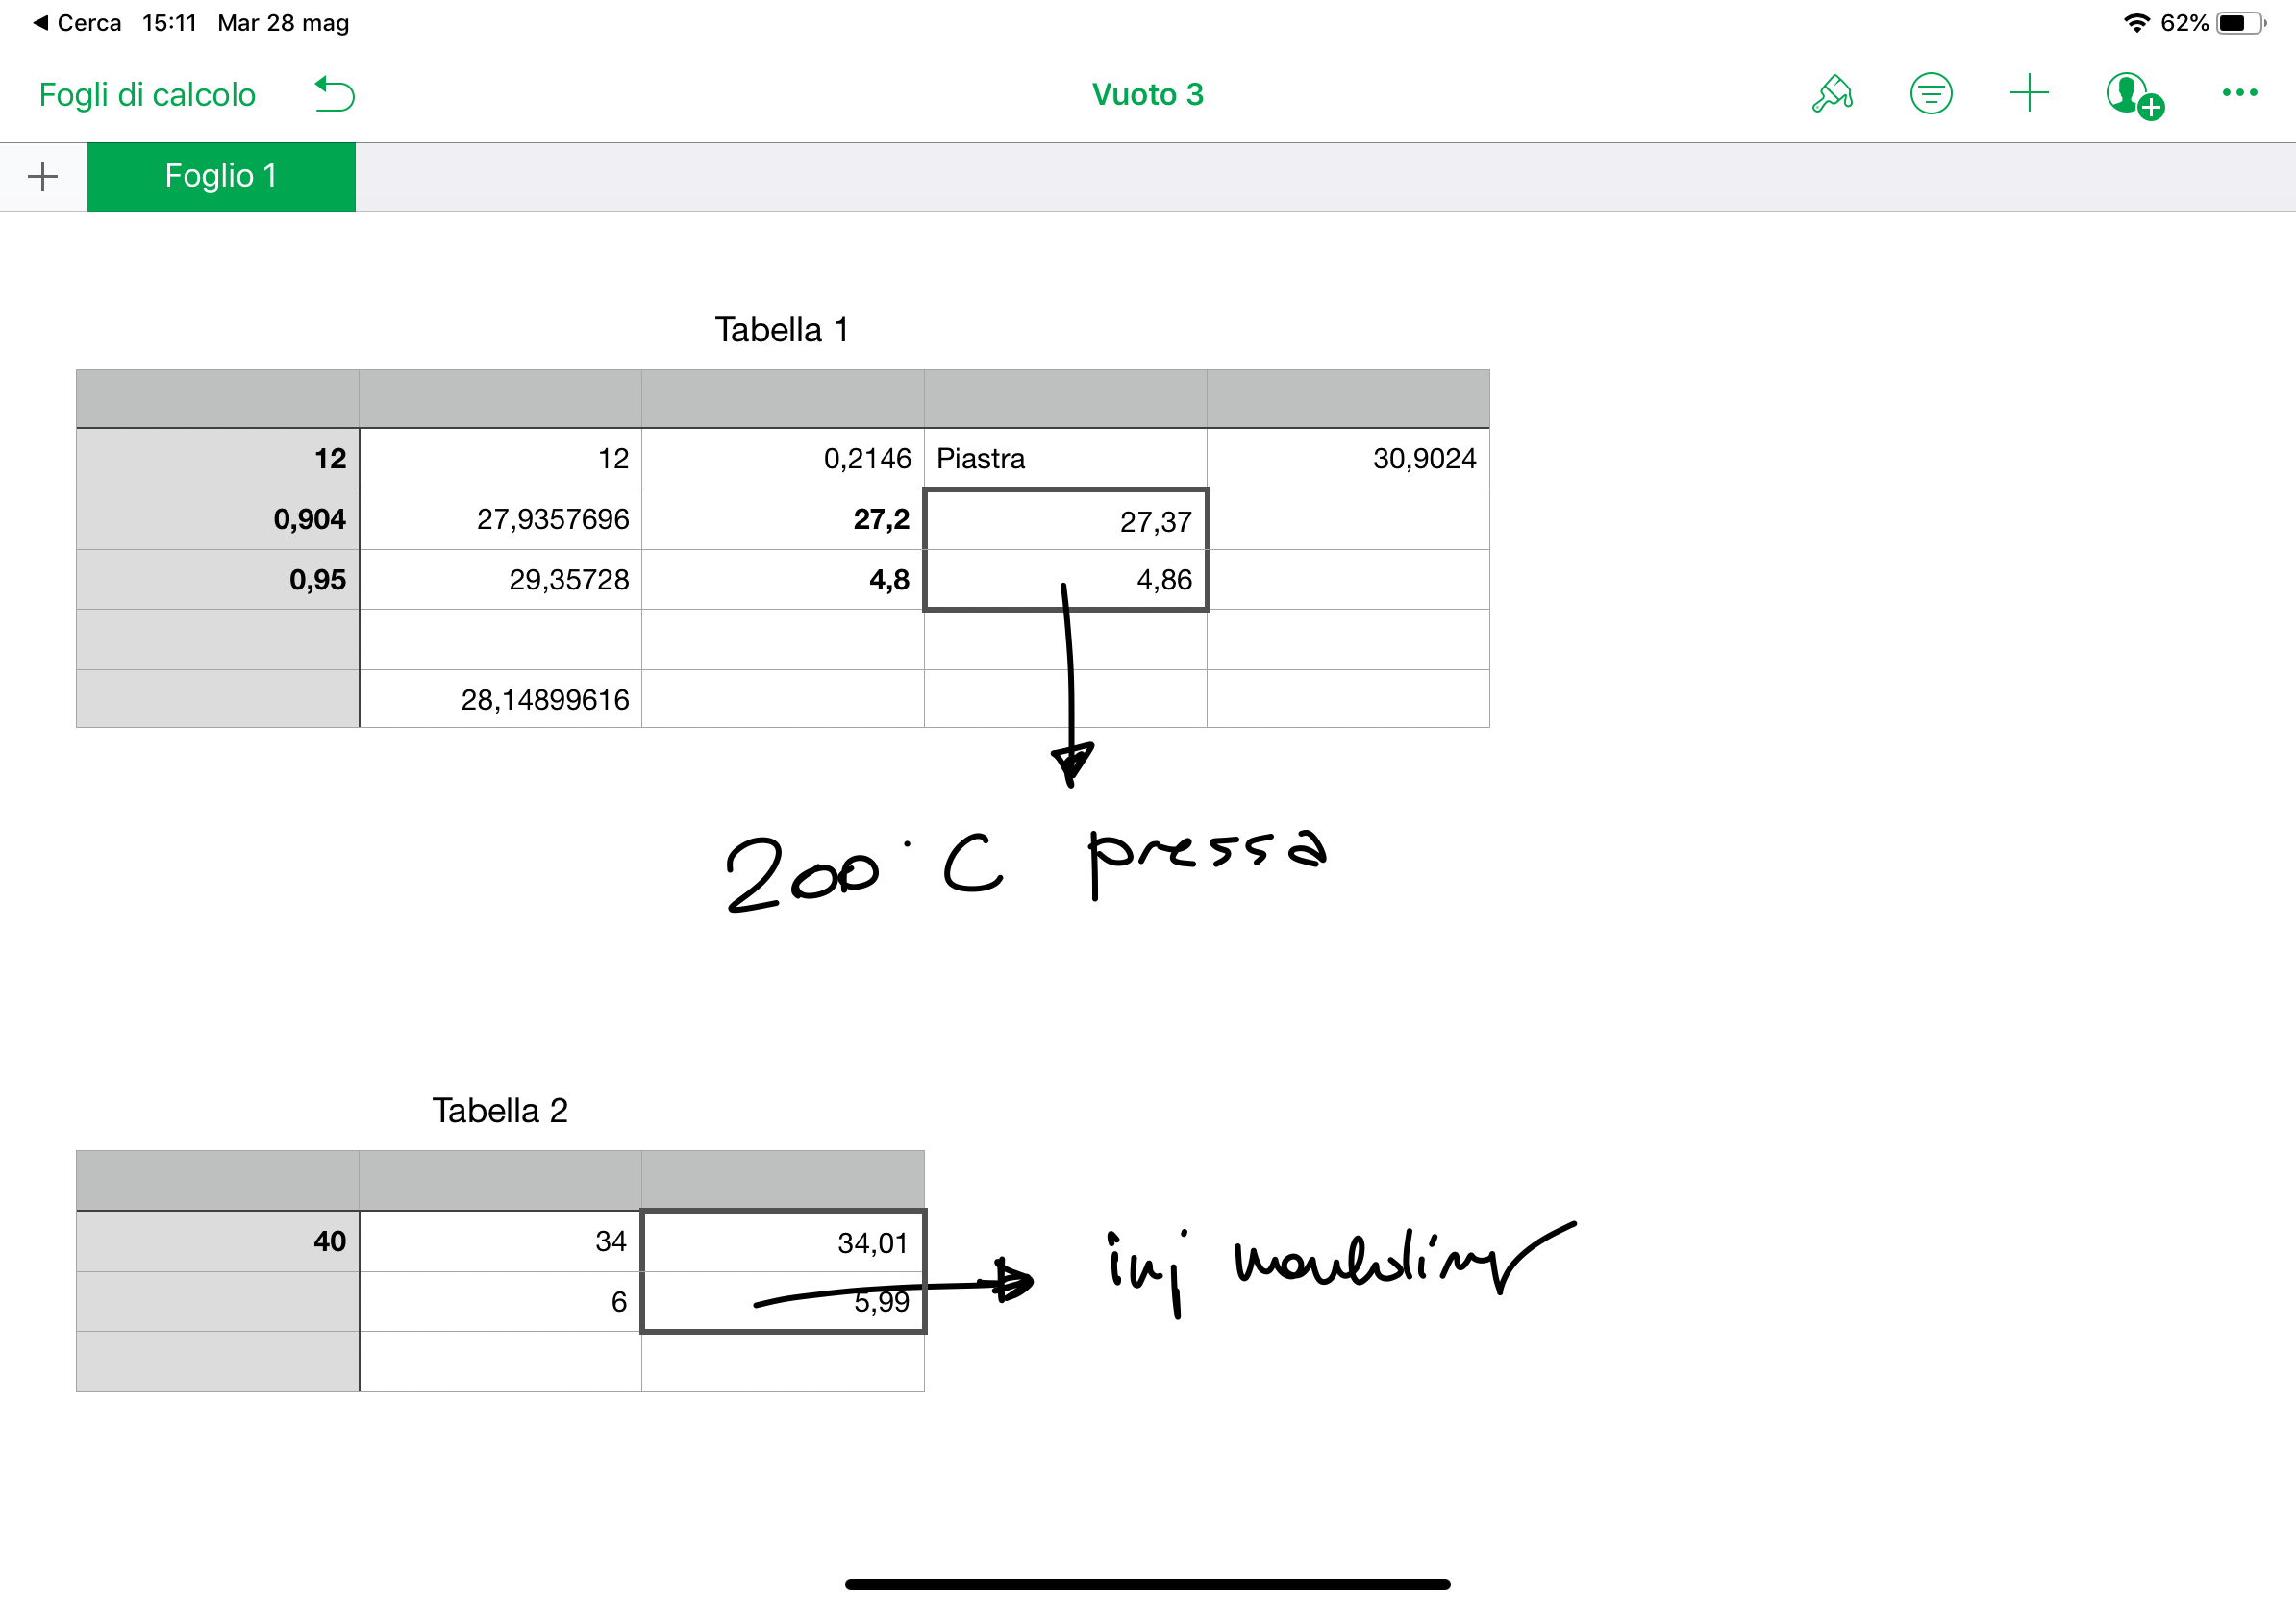 Cerca 15:11 Mar 28 mag 62%
Fogli di calcolo Vuoto 3
Foglio 1
Tabella 1
12 12 0,2146 Piastra 30,9024
0,904 27,9357696 27,2 27,37
0,95 29,35728 4,8 4,86
28,14899616
200°C pressa
Tabella 2
40 34 34,01
6 5,99
inj moulding